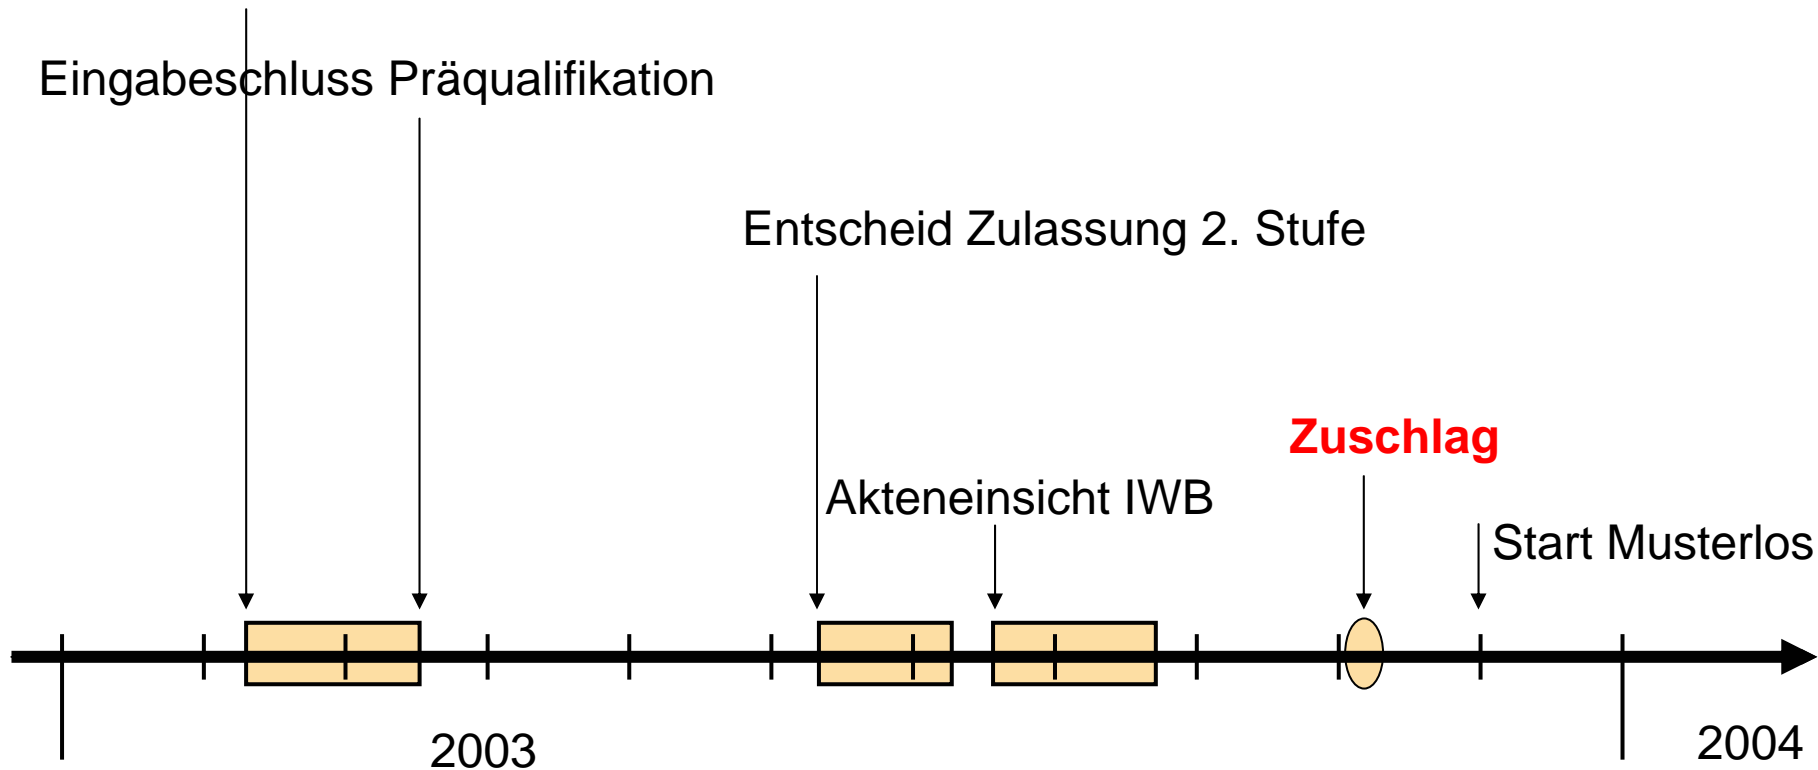 Eingabeschluss Präqualifikation
Entscheid Zulassung 2. Stufe
Zuschlag
Akteneinsicht IWB
Start Musterlos
2003
2004